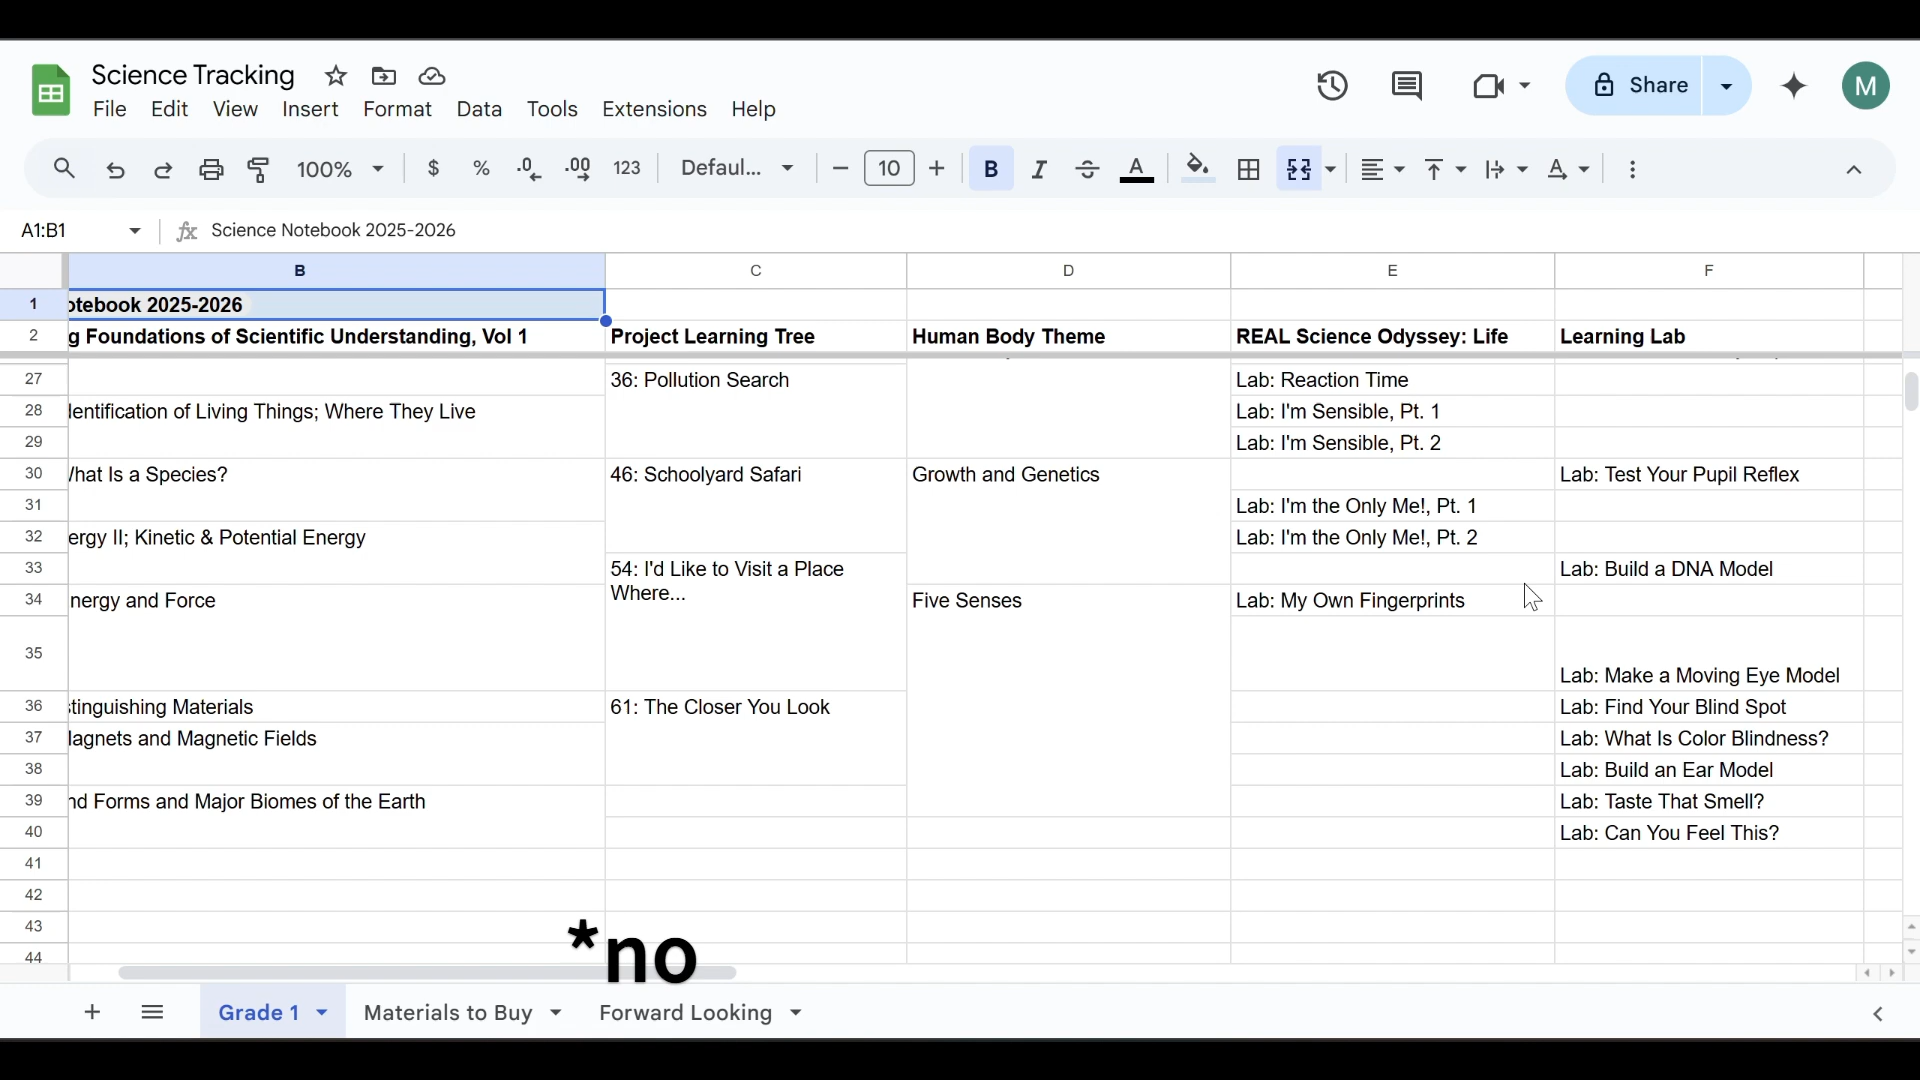 Science Tracking
File Edit View Insert Format Data Tools Extensions Help
Share
M
100% $ % .0 .00 123 Defaul... 10 B I A
A1:B1 fx Science Notebook 2025-2026
B C D E F
1 otebook 2025-2026
2 g Foundations of Scientific Understanding, Vol 1 Project Learning Tree Human Body Theme REAL Science Odyssey: Life Learning Lab
27 36: Pollution Search Lab: Reaction Time
28 lentification of Living Things; Where They Live Lab: I'm Sensible, Pt. 1
29 Lab: I'm Sensible, Pt. 2
30 hat Is a Species? 46: Schoolyard Safari Growth and Genetics Lab: Test Your Pupil Reflex
31 Lab: I'm the Only Me!, Pt. 1
32 ergy II; Kinetic & Potential Energy Lab: I'm the Only Me!, Pt. 2
33 54: I'd Like to Visit a Place Lab: Build a DNA Model
Where...
34 nergy and Force Five Senses Lab: My Own Fingerprints
35 Lab: Make a Moving Eye Model
36 tinguishing Materials 61: The Closer You Look Lab: Find Your Blind Spot
37 lagnets and Magnetic Fields Lab: What Is Color Blindness?
38 Lab: Build an Ear Model
39 nd Forms and Major Biomes of the Earth Lab: Taste That Smell?
40 Lab: Can You Feel This?
41
42
43
44
*no
Grade 1 Materials to Buy Forward Looking